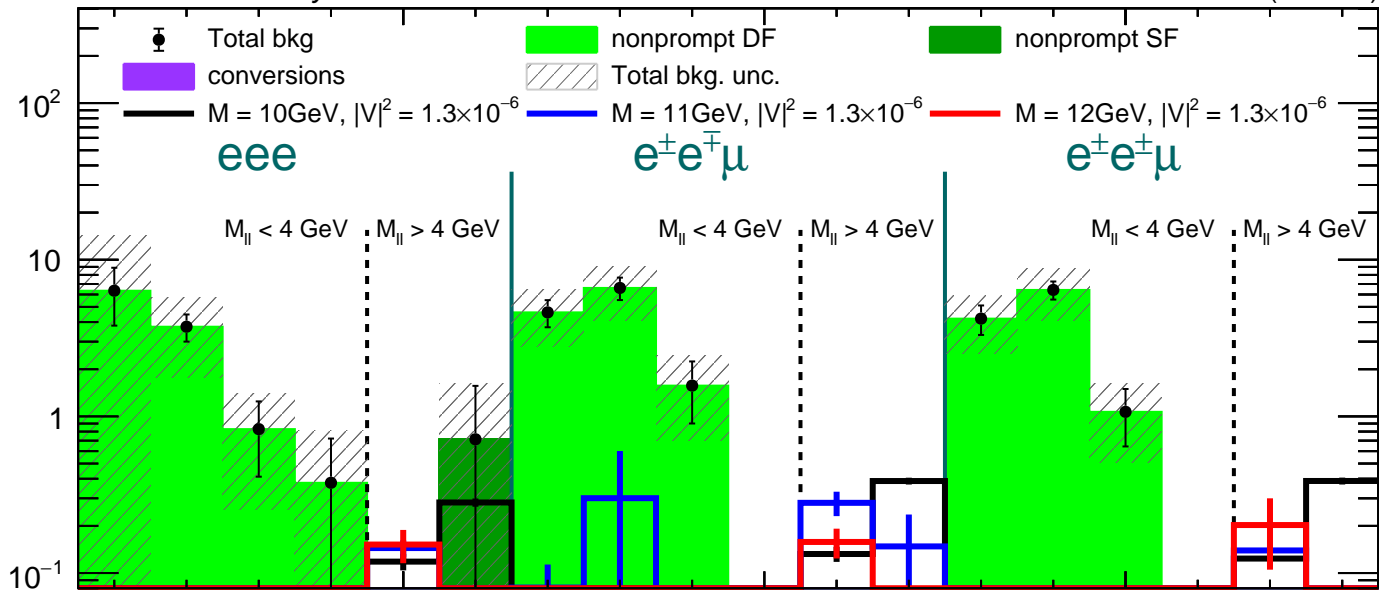 Total bkg nonprompt DF nonprompt SF
conversions Total bkg. unc.
M = 10GeV, |V|² = 1.3×10⁻⁶ M = 11GeV, |V|² = 1.3×10⁻⁶ M = 12GeV, |V|² = 1.3×10⁻⁶
10²
eee e±e∓μ e±e±μ
M_ll < 4 GeV M_ll > 4 GeV M_ll < 4 GeV M_ll > 4 GeV M_ll < 4 GeV M_ll > 4 GeV
10
1
10⁻¹